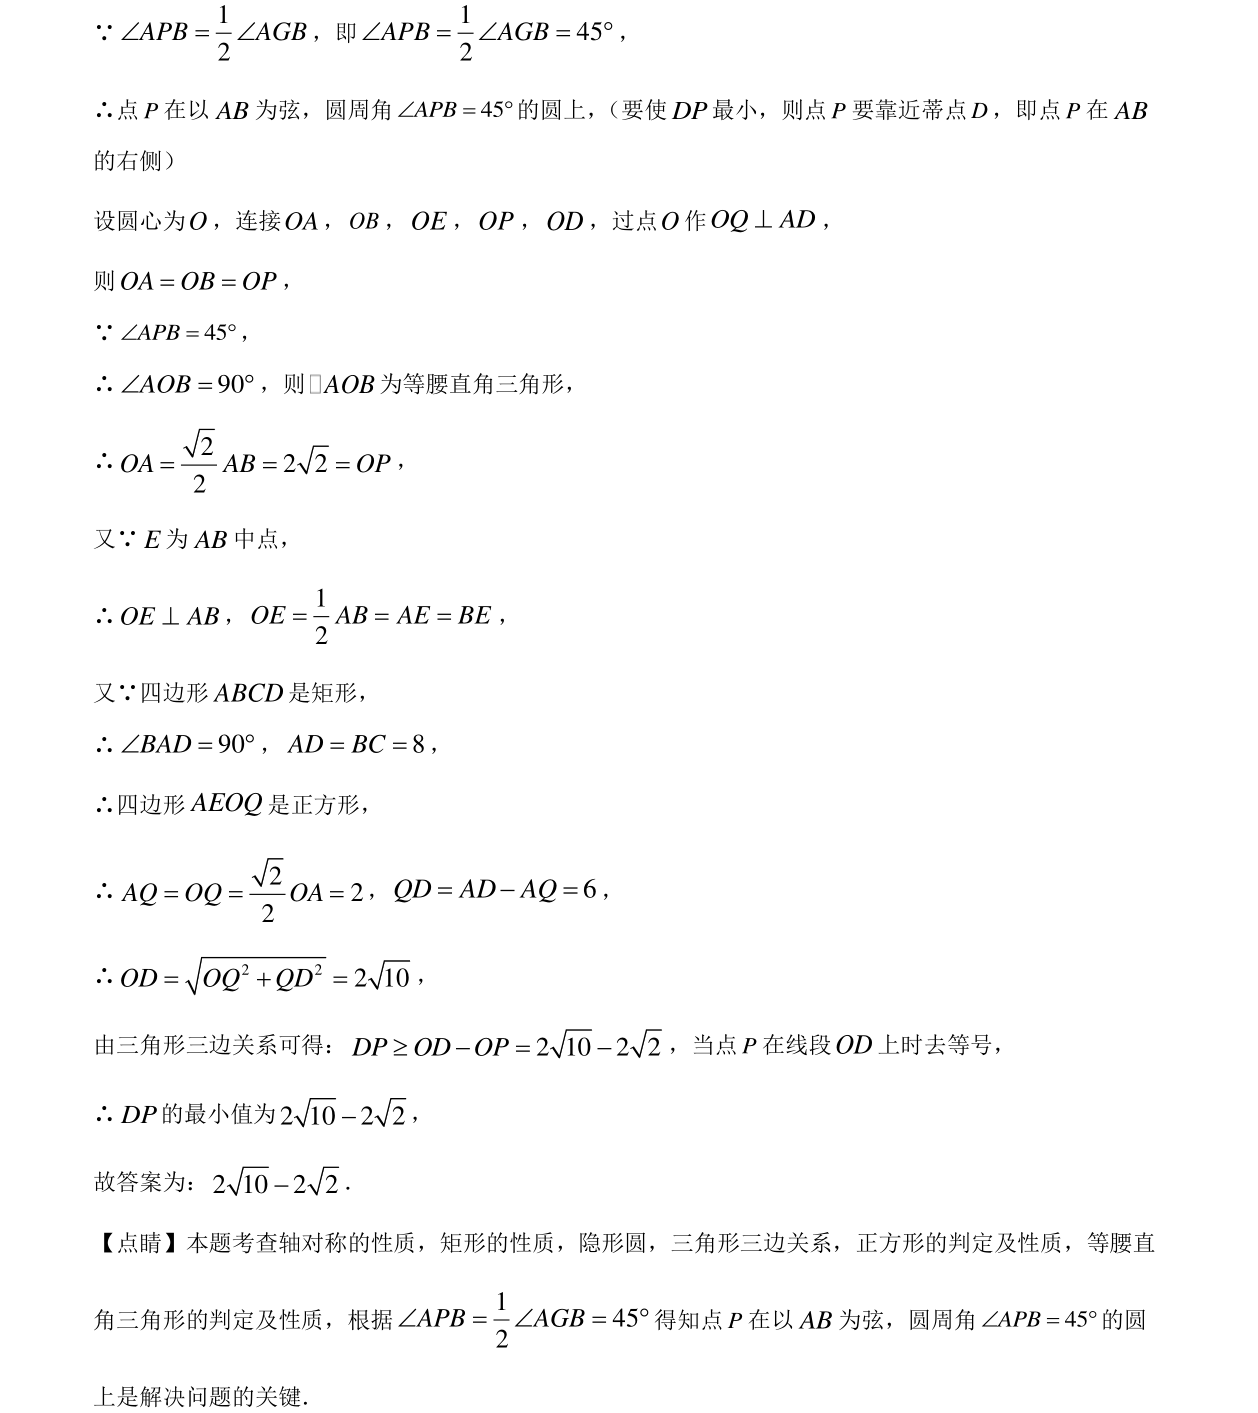 ∵ ∠APB = 1/2 ∠AGB，即 ∠APB = 1/2 ∠AGB = 45°，
∴点 P 在以 AB 为弦，圆周角 ∠APB = 45° 的圆上，（要使 DP 最小，则点 P 要靠近蒂点 D，即点 P 在 AB
的右侧）
设圆心为 O，连接 OA，OB，OE，OP，OD，过点 O 作 OQ ⊥ AD，
则 OA = OB = OP，
∵ ∠APB = 45°，
∴ ∠AOB = 90°，则 □AOB 为等腰直角三角形，
∴ OA = √2/2 AB = 2√2 = OP，
又∵ E 为 AB 中点，
∴ OE ⊥ AB，OE = 1/2 AB = AE = BE，
又∵四边形 ABCD 是矩形，
∴ ∠BAD = 90°，AD = BC = 8，
∴四边形 AEOQ 是正方形，
∴ AQ = OQ = √2/2 OA = 2，QD = AD − AQ = 6，
∴ OD = √(OQ² + QD²) = 2√10，
由三角形三边关系可得：DP ≥ OD − OP = 2√10 − 2√2，当点 P 在线段 OD 上时去等号，
∴ DP 的最小值为 2√10 − 2√2，
故答案为：2√10 − 2√2．
【点睛】本题考查轴对称的性质，矩形的性质，隐形圆，三角形三边关系，正方形的判定及性质，等腰直
角三角形的判定及性质，根据 ∠APB = 1/2 ∠AGB = 45° 得知点 P 在以 AB 为弦，圆周角 ∠APB = 45° 的圆
上是解决问题的关键．